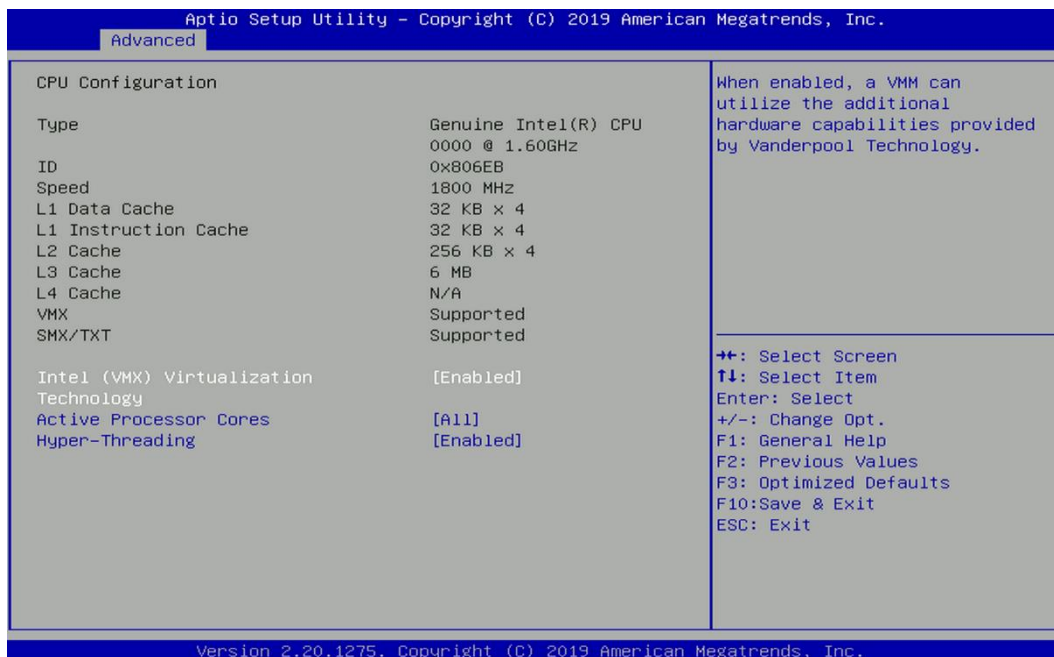 Aptio Setup Utility – Copyright (C) 2019 American Megatrends, Inc.
Advanced
CPU Configuration
Type Genuine Intel(R) CPU
0000 @ 1.60GHz
ID 0x806EB
Speed 1800 MHz
L1 Data Cache 32 KB x 4
L1 Instruction Cache 32 KB x 4
L2 Cache 256 KB x 4
L3 Cache 6 MB
L4 Cache N/A
VMX Supported
SMX/TXT Supported
Intel (VMX) Virtualization [Enabled]
Technology
Active Processor Cores [All]
Hyper-Threading [Enabled]
When enabled, a VMM can
utilize the additional
hardware capabilities provided
by Vanderpool Technology.
→←: Select Screen
↑↓: Select Item
Enter: Select
+/-: Change Opt.
F1: General Help
F2: Previous Values
F3: Optimized Defaults
F10:Save & Exit
ESC: Exit
Version 2.20.1275. Copyright (C) 2019 American Megatrends, Inc.